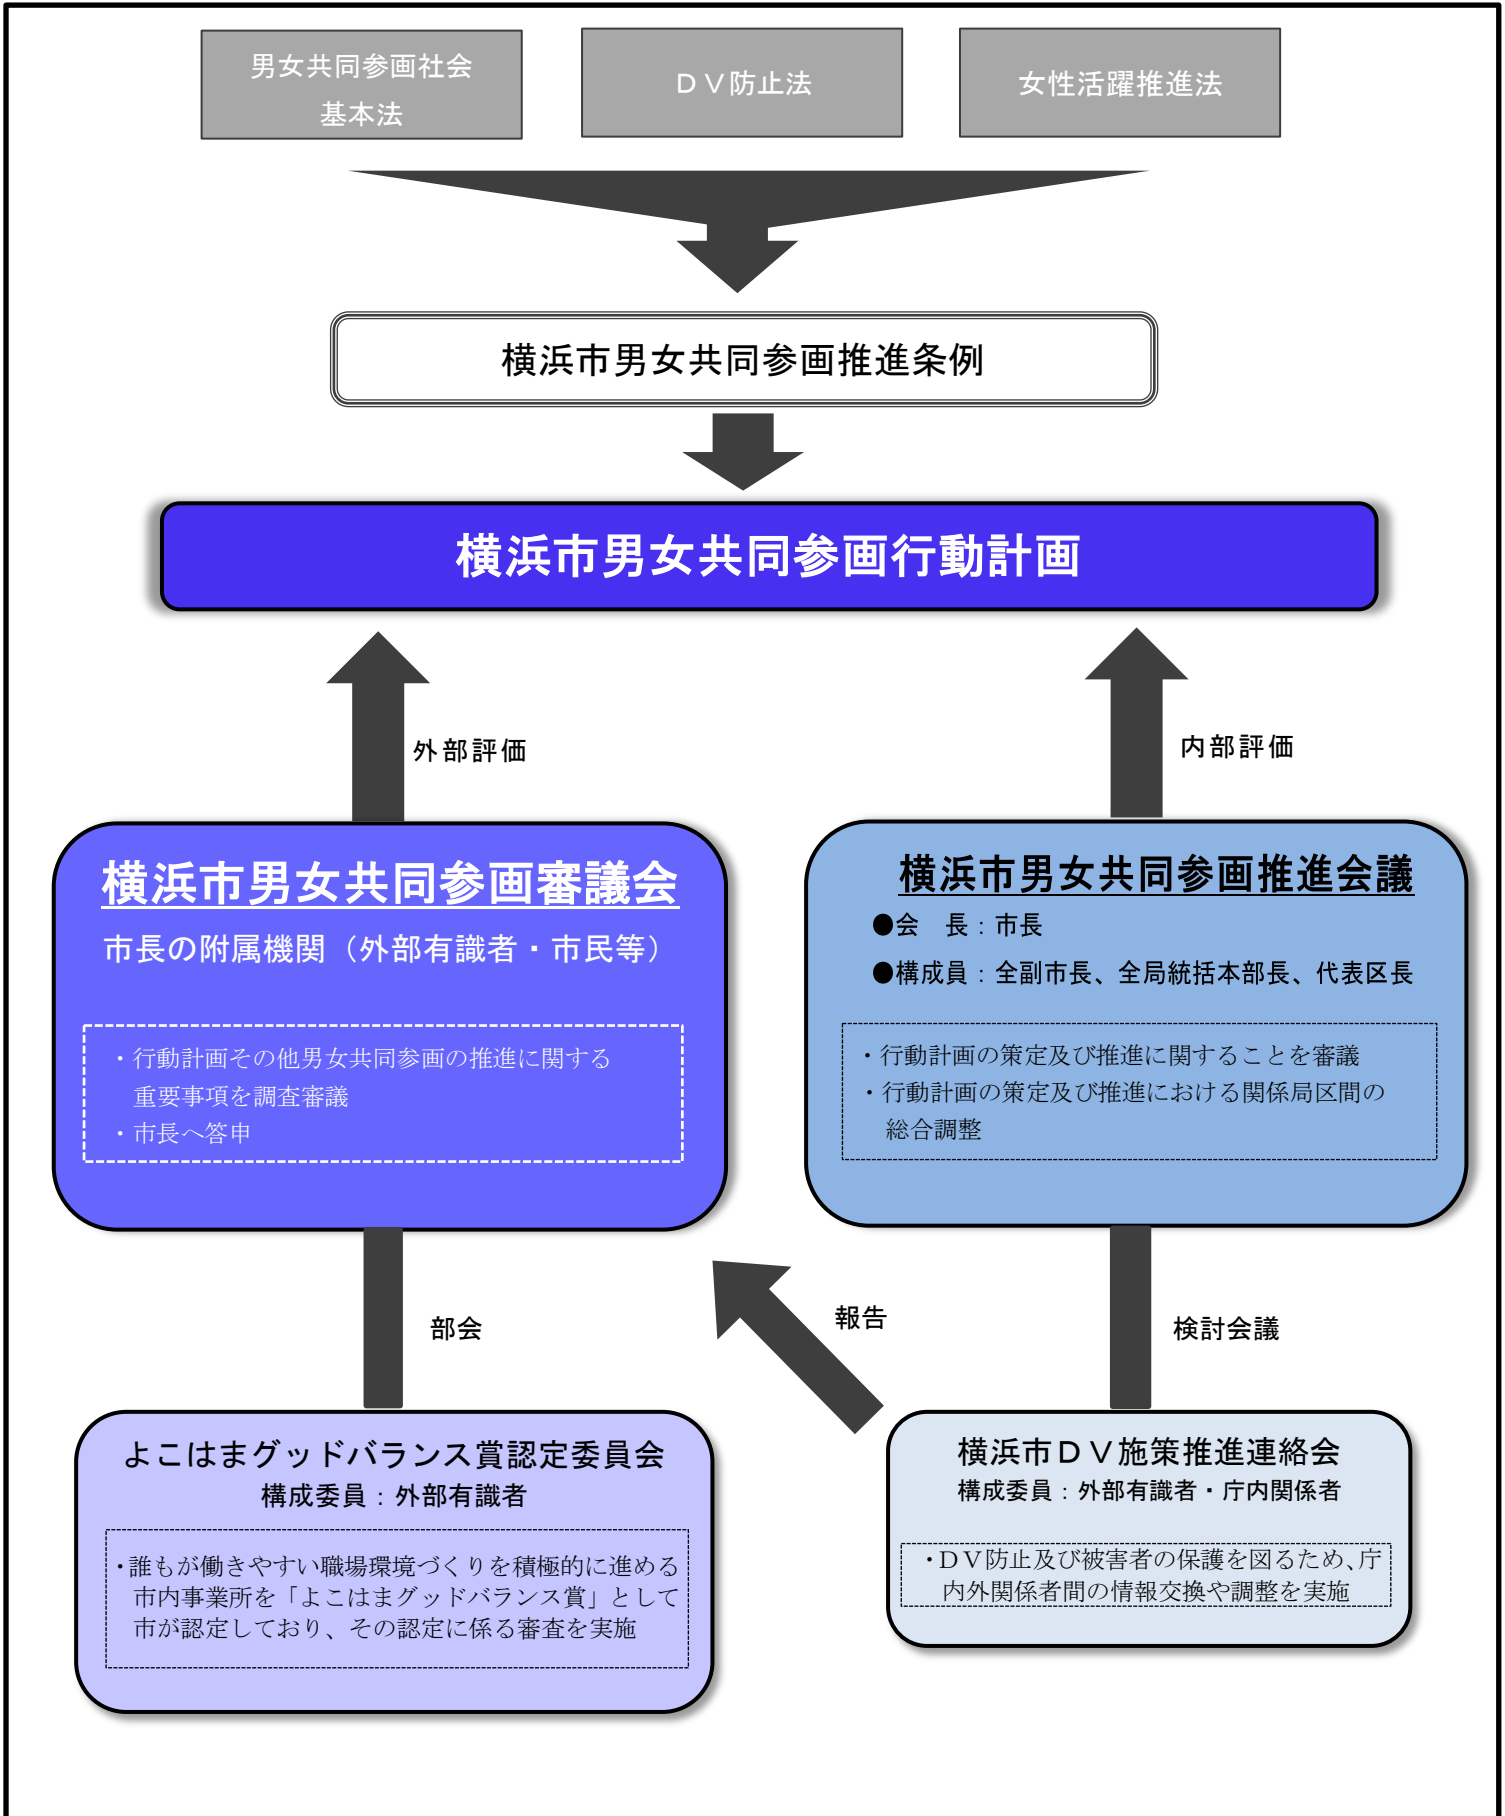 男女共同参画社会
基本法
ＤＶ防止法
女性活躍推進法
横浜市男女共同参画推進条例
横浜市男女共同参画行動計画
外部評価
内部評価
横浜市男女共同参画審議会
市長の附属機関（外部有識者・市民等）
・行動計画その他男女共同参画の推進に関する
重要事項を調査審議
・市長へ答申
横浜市男女共同参画推進会議
●会　長：市長
●構成員：全副市長、全局統括本部長、代表区長
・行動計画の策定及び推進に関することを審議
・行動計画の策定及び推進における関係局区間の
総合調整
部会
報告
検討会議
よこはまグッドバランス賞認定委員会
構成委員：外部有識者
・誰もが働きやすい職場環境づくりを積極的に進める
市内事業所を「よこはまグッドバランス賞」として
市が認定しており、その認定に係る審査を実施
横浜市ＤＶ施策推進連絡会
構成委員：外部有識者・庁内関係者
・ＤＶ防止及び被害者の保護を図るため、庁
内外関係者間の情報交換や調整を実施